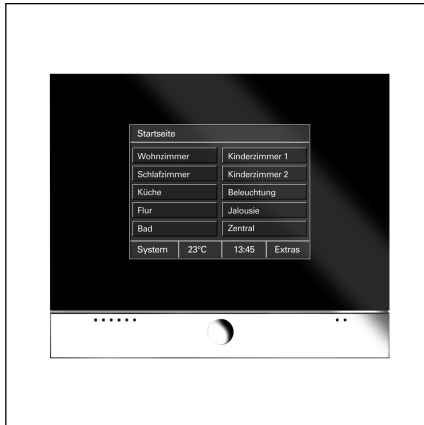 Startseite
Wohnzimmer Kinderzimmer 1
Schlafzimmer Kinderzimmer 2
Küche Beleuchtung
Flur Jalousie
Bad Zentral
System 23°C 13:45 Extras